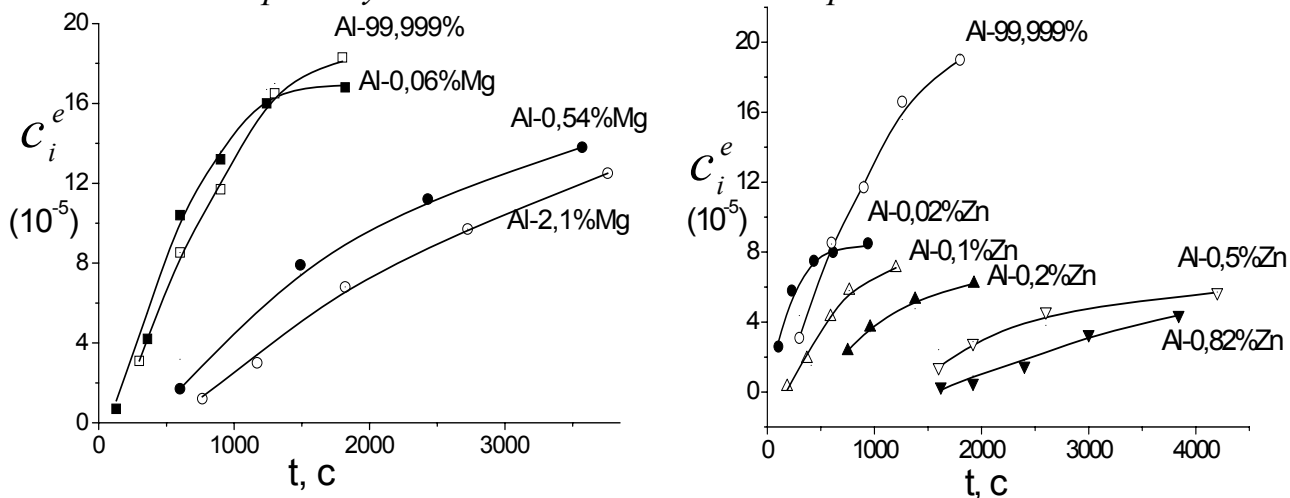 20
16
12
8
4
0
c_i^e
(10^-5)
Al-99,999%
Al-0,06%Mg
Al-0,54%Mg
Al-2,1%Mg
0
1000
2000
3000
t, c
20
16
12
8
4
0
c_i^e
(10^-5)
Al-99,999%
Al-0,02%Zn
Al-0,1%Zn
Al-0,2%Zn
Al-0,5%Zn
Al-0,82%Zn
0
1000
2000
3000
4000
t, c